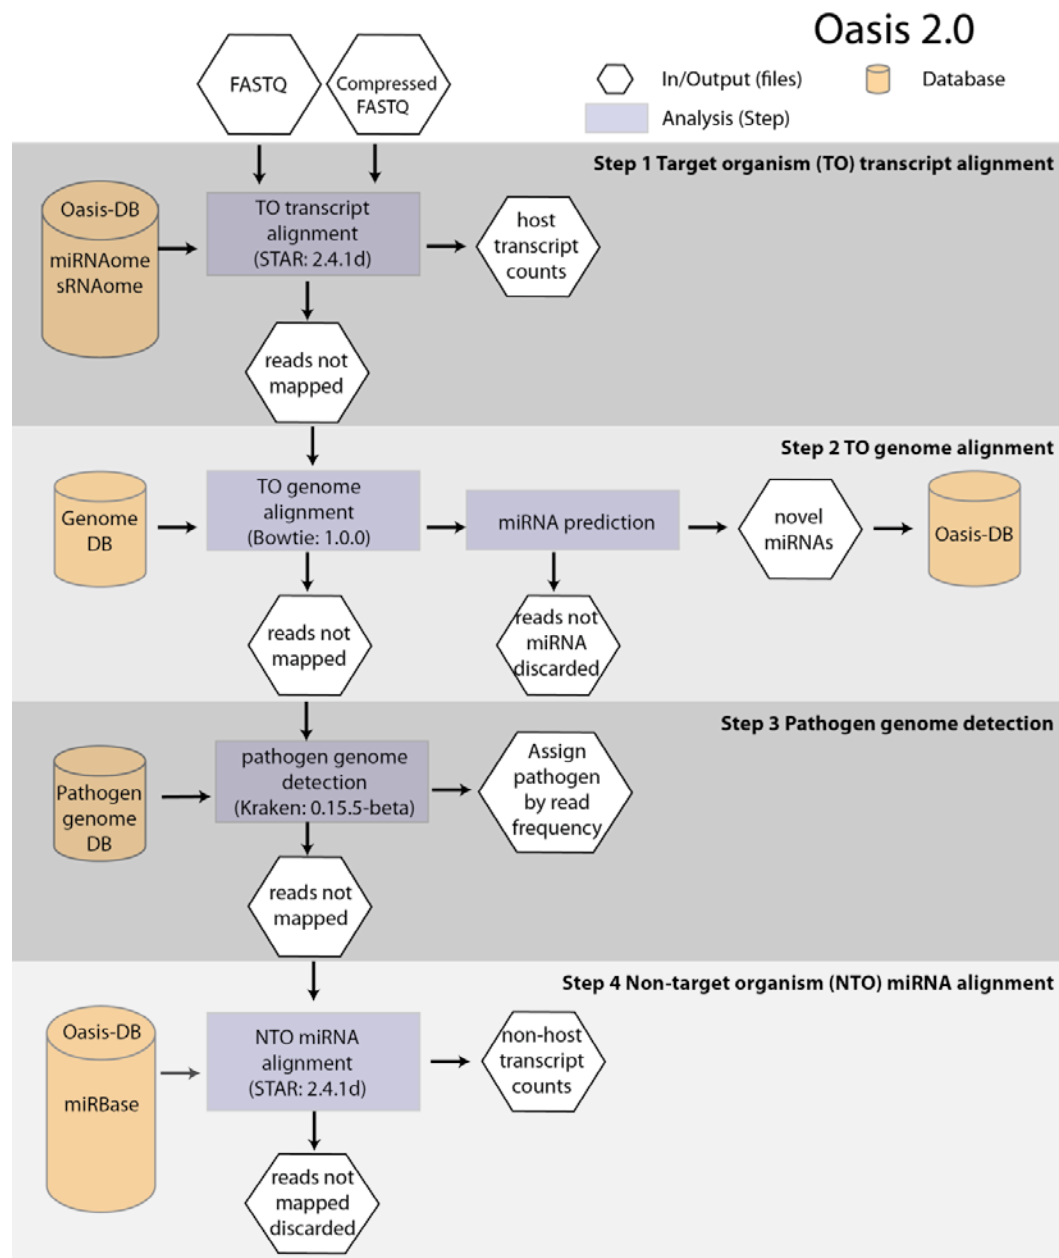 Oasis 2.0
FASTQ
Compressed
FASTQ
In/Output (files)
Database
Analysis (Step)
Step 1 Target organism (TO) transcript alignment
Oasis-DB
miRNAome
sRNAome
TO transcript
alignment
(STAR: 2.4.1d)
host
transcript
counts
reads not
mapped
Step 2 TO genome alignment
Genome
DB
TO genome
alignment
(Bowtie: 1.0.0)
miRNA prediction
novel
miRNAs
Oasis-DB
reads not
mapped
reads not
miRNA
discarded
Step 3 Pathogen genome detection
Pathogen
genome
DB
pathogen genome
detection
(Kraken: 0.15.5-beta)
Assign
pathogen
by read
frequency
reads not
mapped
Step 4 Non-target organism (NTO) miRNA alignment
Oasis-DB
miRBase
NTO miRNA
alignment
(STAR: 2.4.1d)
non-host
transcript
counts
reads not
mapped
discarded